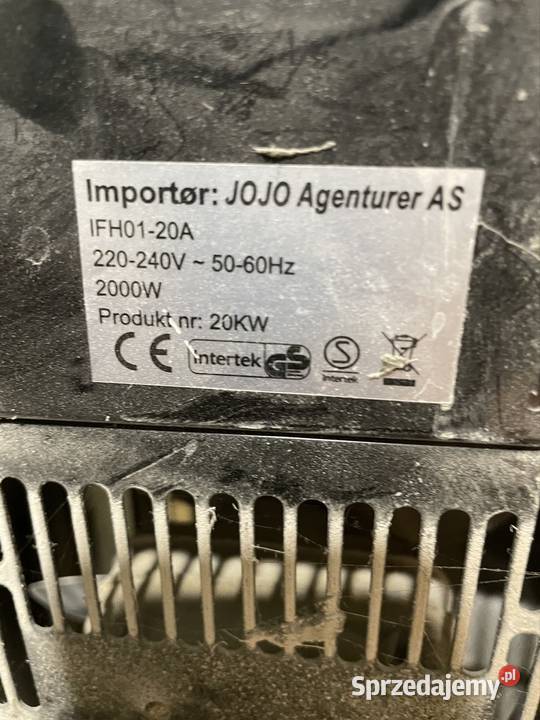 Importør: JOJO Agenturer AS
IFH01-20A
220-240V ~ 50-60Hz
2000W
Produkt nr: 20KW
CE Intertek GS S
Intertek
Sprzedajemy.pl